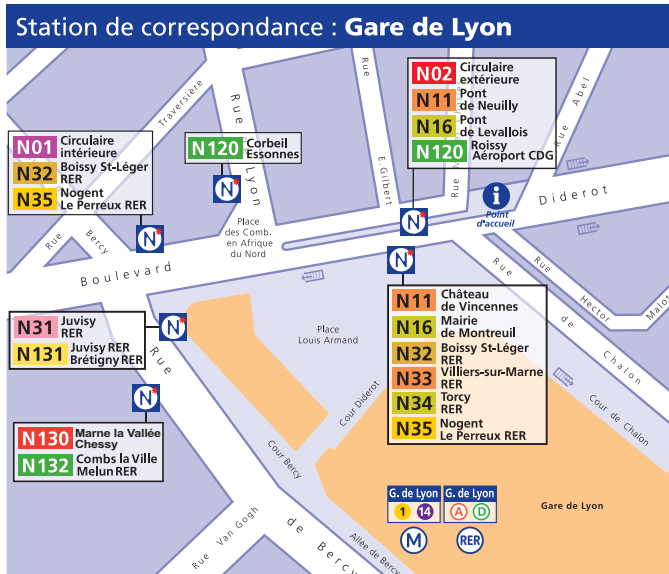 Station de correspondance : Gare de Lyon
N01 Circulaire
intérieure
N32 Boissy St-Léger
RER
N35 Nogent
Le Perreux RER
N120 Corbeil
Essonnes
N02 Circulaire
extérieure
N11 Pont
de Neuilly
N16 Pont
de Levallois
N120 Roissy
Aéroport CDG
N
N
N
N
N
N
i
Point
d'accueil
Rue
Traversière
Rue de Lyon
Rue
E.Gilbert
Rue
Rue Abel
Diderot
Rue
Bercy
Boulevard
Place
des Comb.
en Afrique
du Nord
Rue
Hector
Malot
Rue
de
Chalon
N31 Juvisy
RER
N131 Juvisy RER
Brétigny RER
N130 Marne la Vallée
Chessy
N132 Combs la Ville
Melun RER
Place
Louis Armand
N11 Château
de Vincennes
N16 Mairie
de Montreuil
N32 Boissy St-Léger
RER
N33 Villiers-sur-Marne
RER
N34 Torcy
RER
N35 Nogent
Le Perreux RER
Cour Diderot
Cour de Chalon
Cour Bercy
Rue
de Bercy
Rue Van Gogh
Allée de Bercy
G. de Lyon
1 14
M
G. de Lyon
A D
RER
Gare de Lyon